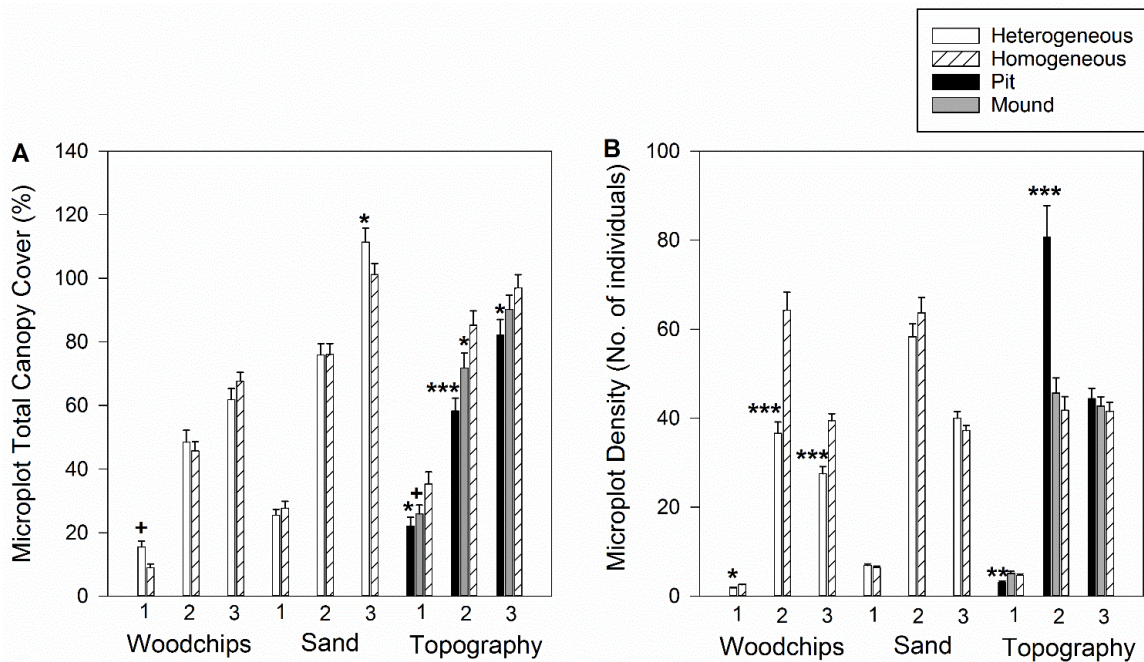 Heterogeneous
Homogeneous
Pit
Mound
A
Microplot Total Canopy Cover (%)
140
120
100
80
60
40
20
0
+
*
*
+
***
*
*
1 2 3 1 2 3 1 2 3
Woodchips Sand Topography
B
Microplot Density (No. of individuals)
100
80
60
40
20
0
*
***
***
**
***
1 2 3 1 2 3 1 2 3
Woodchips Sand Topography